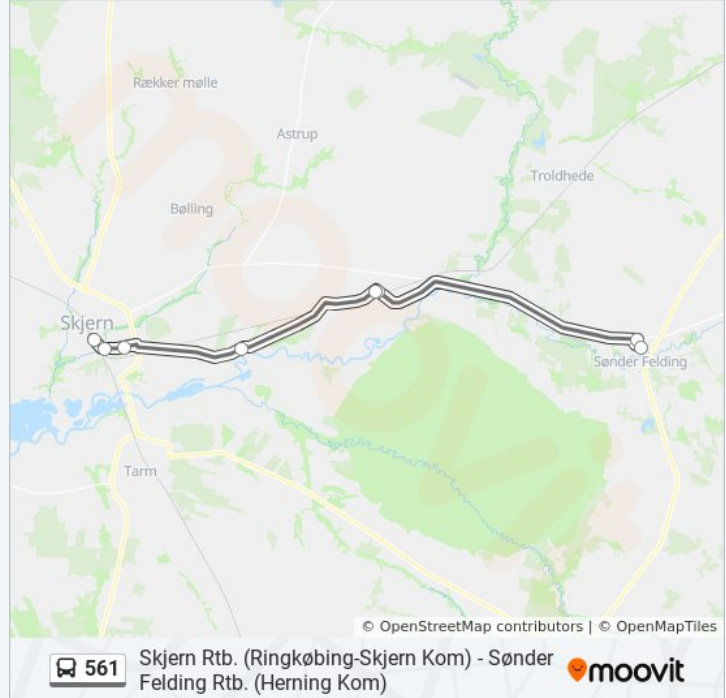 Rækker mølle
Astrup
Troldhede
Bølling
Skjern
Sønder Felding
Tarm
moovit
© OpenStreetMap contributors | © OpenMapTiles
561
Skjern Rtb. (Ringkøbing-Skjern Kom) - Sønder
Felding Rtb. (Herning Kom)
moovit